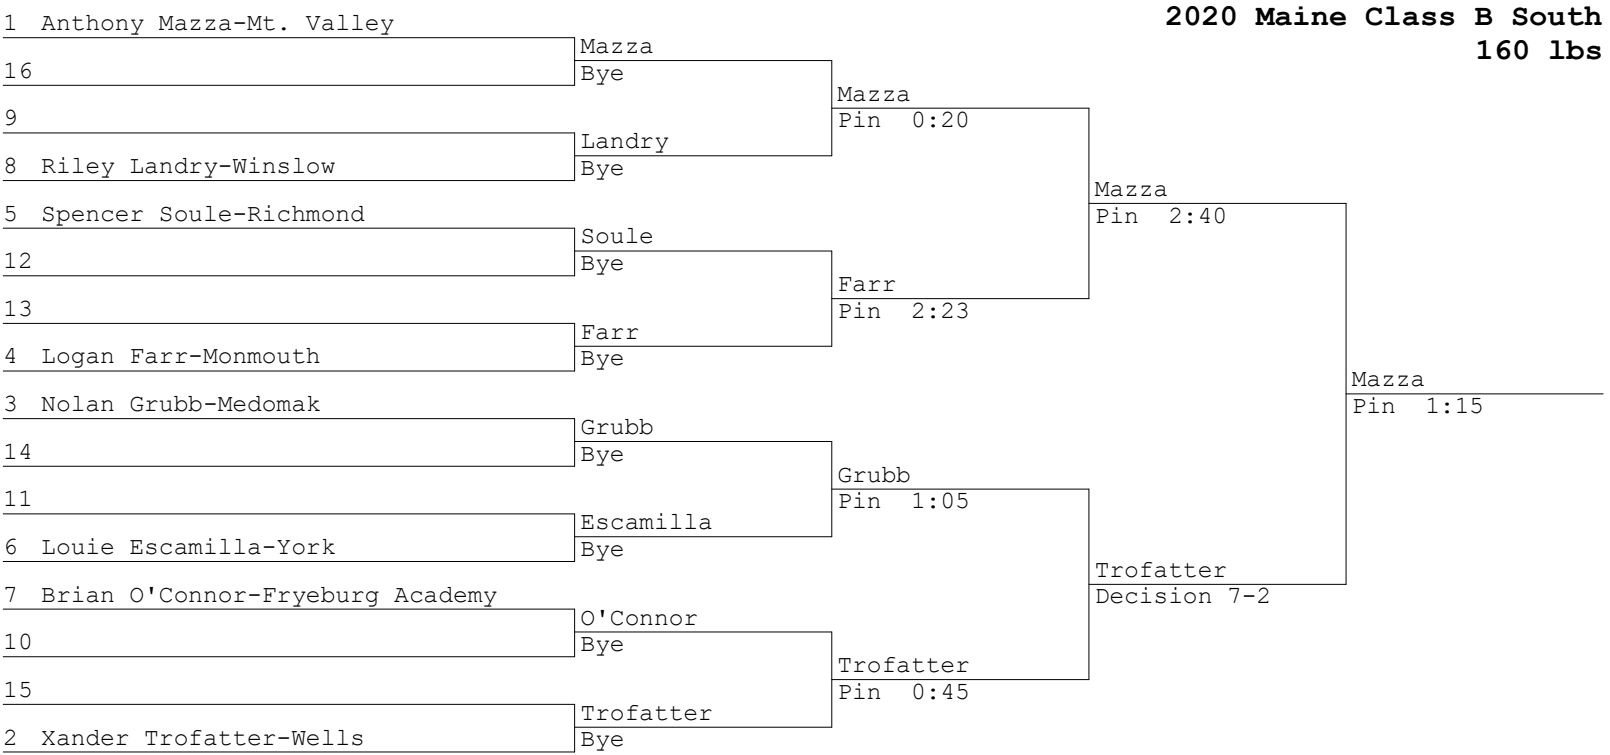 2020 Maine Class B South
160 lbs
1 Anthony Mazza-Mt. Valley
16
9
8 Riley Landry-Winslow
5 Spencer Soule-Richmond
12
13
4 Logan Farr-Monmouth
3 Nolan Grubb-Medomak
14
11
6 Louie Escamilla-York
7 Brian O'Connor-Fryeburg Academy
10
15
2 Xander Trofatter-Wells
Mazza
Bye
Landry
Bye
Soule
Bye
Farr
Bye
Grubb
Bye
Escamilla
Bye
O'Connor
Bye
Trofatter
Bye
Mazza
Pin 0:20
Farr
Pin 2:23
Grubb
Pin 1:05
Trofatter
Pin 0:45
Mazza
Pin 2:40
Trofatter
Decision 7-2
Mazza
Pin 1:15